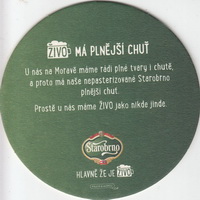 ŽIVO MÁ PLNĚJŠÍ CHUŤ
U nás na Moravě máme rádi plné tvary i chutě,
a proto má naše nepasterizované Starobrno
plnější chuť.
Prostě u nás máme ŽIVO jako nikde jinde.
Starobrno
HLAVNĚ ŽE JE ŽIVO